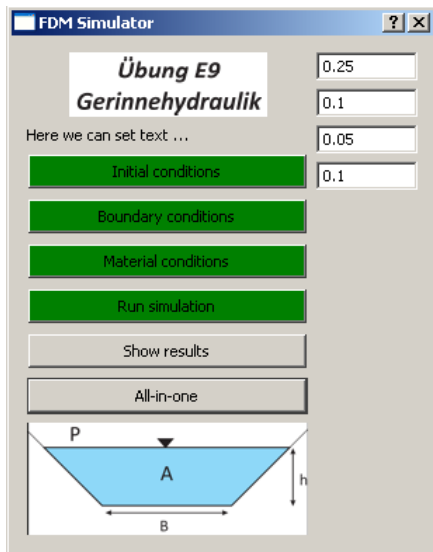 FDM Simulator
Übung E9
Gerinnehydraulik
Here we can set text ...
Initial conditions
Boundary conditions
Material conditions
Run simulation
Show results
All-in-one
0.25
0.1
0.05
0.1
P
A
h
B